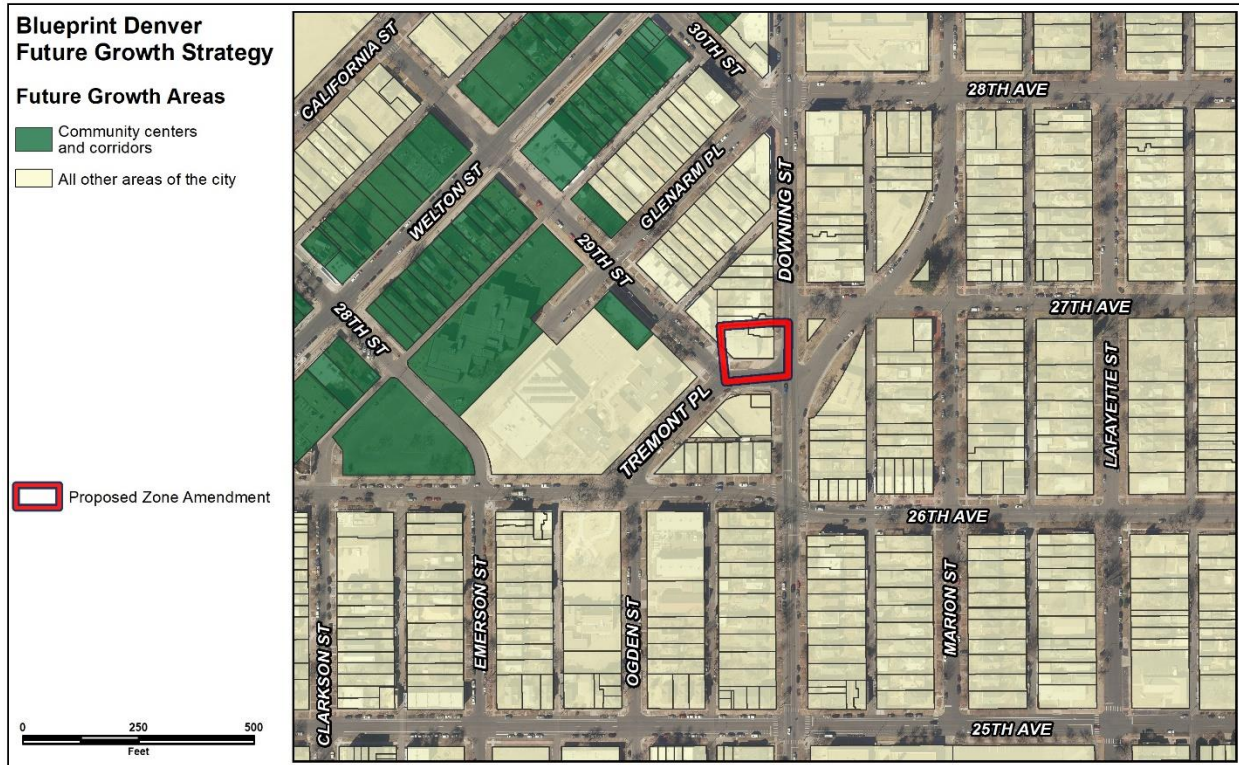 Blueprint Denver
Future Growth Strategy
Future Growth Areas
Community centers
and corridors
All other areas of the city
Proposed Zone Amendment
0 250 500
Feet
CALIFORNIA ST
30TH ST
28TH AVE
WELTON ST
GLENARM PL
DOWNING ST
29TH ST
27TH AVE
28TH ST
LAFAYETTE ST
TREMONT PL
26TH AVE
CLARKSON ST
EMERSON ST
OGDEN ST
MARION ST
25TH AVE